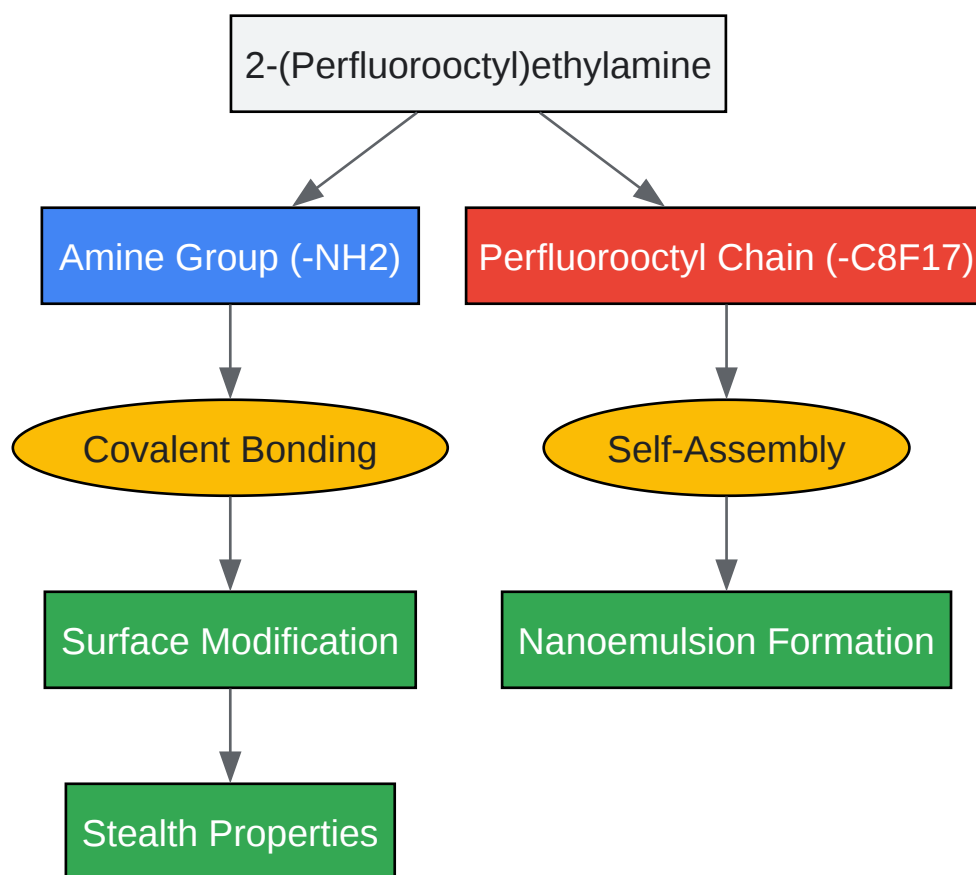 2-(Perfluorooctyl)ethylamine
Amine Group (-NH2)
Perfluorooctyl Chain (-C8F17)
Covalent Bonding
Self-Assembly
Surface Modification
Nanoemulsion Formation
Stealth Properties